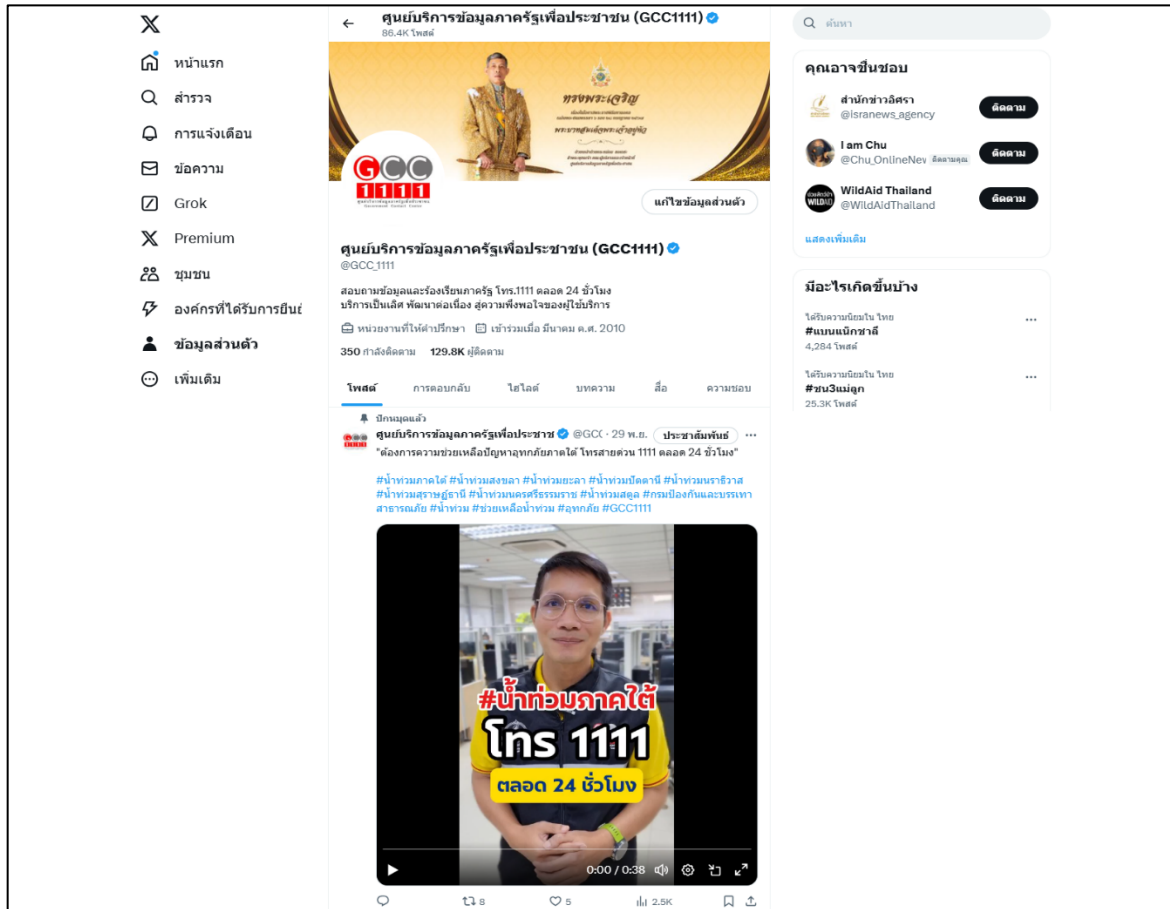 หน้าแรก
สำรวจ
การแจ้งเตือน
ข้อความ
Grok
Premium
ชุมชน
องค์กรที่ได้รับการยืนยั
ข้อมูลส่วนตัว
เพิ่มเติม
ศูนย์บริการข้อมูลภาครัฐเพื่อประชาชน (GCC1111)
86.4K โพสต์
ทรงพระเจริญ
GCC
1111
แก้ไขข้อมูลส่วนตัว
ศูนย์บริการข้อมูลภาครัฐเพื่อประชาชน (GCC1111)
@GCC_1111
สอบถามข้อมูลและร้องเรียนภาครัฐ โทร.1111 ตลอด 24 ชั่วโมง
บริการเป็นเลิศ พัฒนาต่อเนื่อง สู่ความพึงพอใจของผู้ใช้บริการ
หน่วยงานที่ให้คำปรึกษา เข้าร่วมเมื่อ มีนาคม ค.ศ. 2010
350 กำลังติดตาม 129.8K ผู้ติดตาม
โพสต์ การตอบกลับ ไฮไลต์ บทความ สื่อ ความชอบ
ปักหมุดแล้ว
ศูนย์บริการข้อมูลภาครัฐเพื่อประชาช @GCC · 29 พ.ย. ประชาสัมพันธ์
"ต้องการความช่วยเหลือปัญหาอุทกภัยภาคใต้ โทรสายด่วน 1111 ตลอด 24 ชั่วโมง"
#น้ำท่วมภาคใต้ #น้ำท่วมสงขลา #น้ำท่วมยะลา #น้ำท่วมปัตตานี #น้ำท่วมนราธิวาส
#น้ำท่วมสุราษฎร์ธานี #น้ำท่วมนครศรีธรรมราช #น้ำท่วมสตูล #กรมป้องกันและบรรเทา
สาธารณภัย #น้ำท่วม #ช่วยเหลือน้ำท่วม #อุทกภัย #GCC1111
#น้ำท่วมภาคใต้
โทร 1111
ตลอด 24 ชั่วโมง
0:00 / 0:38
8 5 2.5K
ค้นหา
คุณอาจชื่นชอบ
สำนักข่าวอิศรา
@isranews_agency
ติดตาม
I am Chu
@Chu_OnlineNev ติดตามคุณ
ติดตาม
WildAid Thailand
@WildAidThailand
ติดตาม
แสดงเพิ่มเติม
มีอะไรเกิดขึ้นบ้าง
ได้รับความนิยมใน ไทย
#แบนแน็กชาลี
4,284 โพสต์
ได้รับความนิยมใน ไทย
#ซน3แม่ลูก
25.3K โพสต์